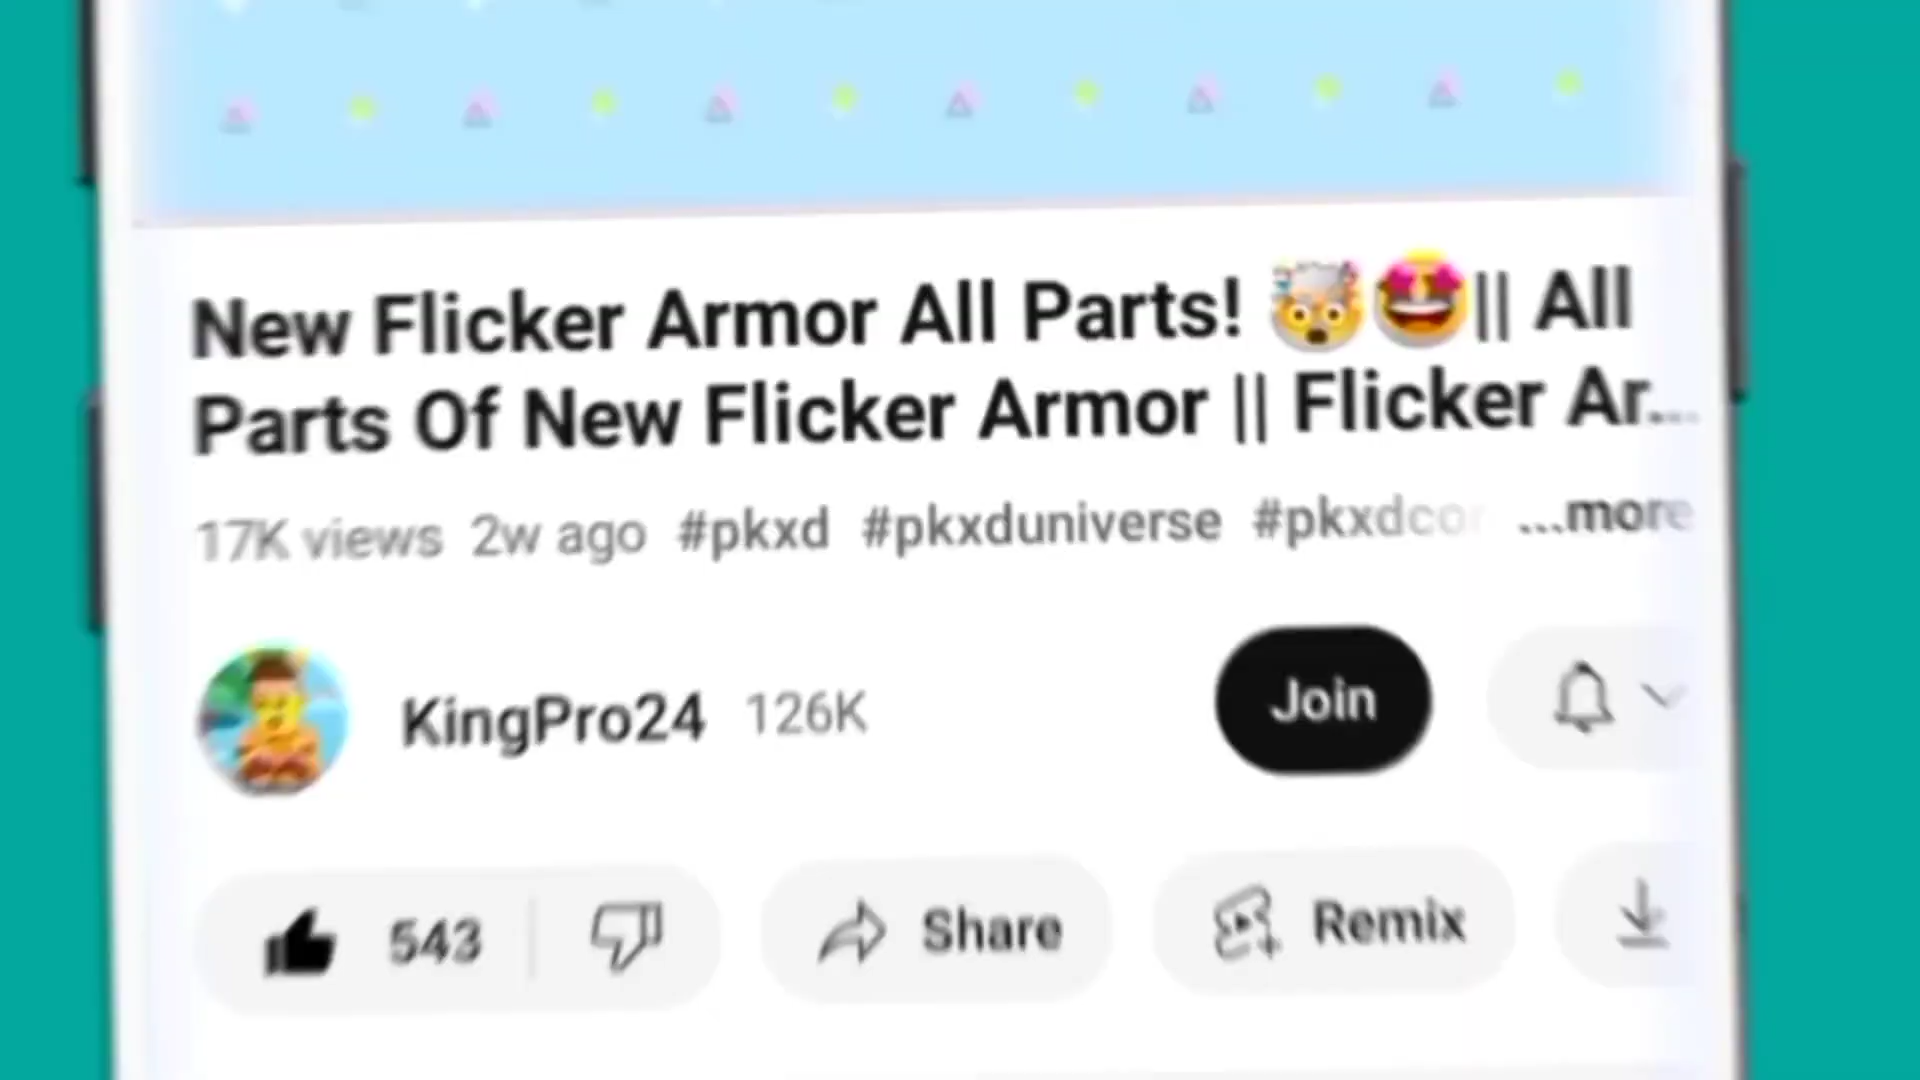 New Flicker Armor All Parts! 🤯🤩|| All
Parts Of New Flicker Armor || Flicker Ar...
17K views 2w ago #pkxd #pkxduniverse #pkxdcor ...more
KingPro24 126K
Join
543
Share
Remix